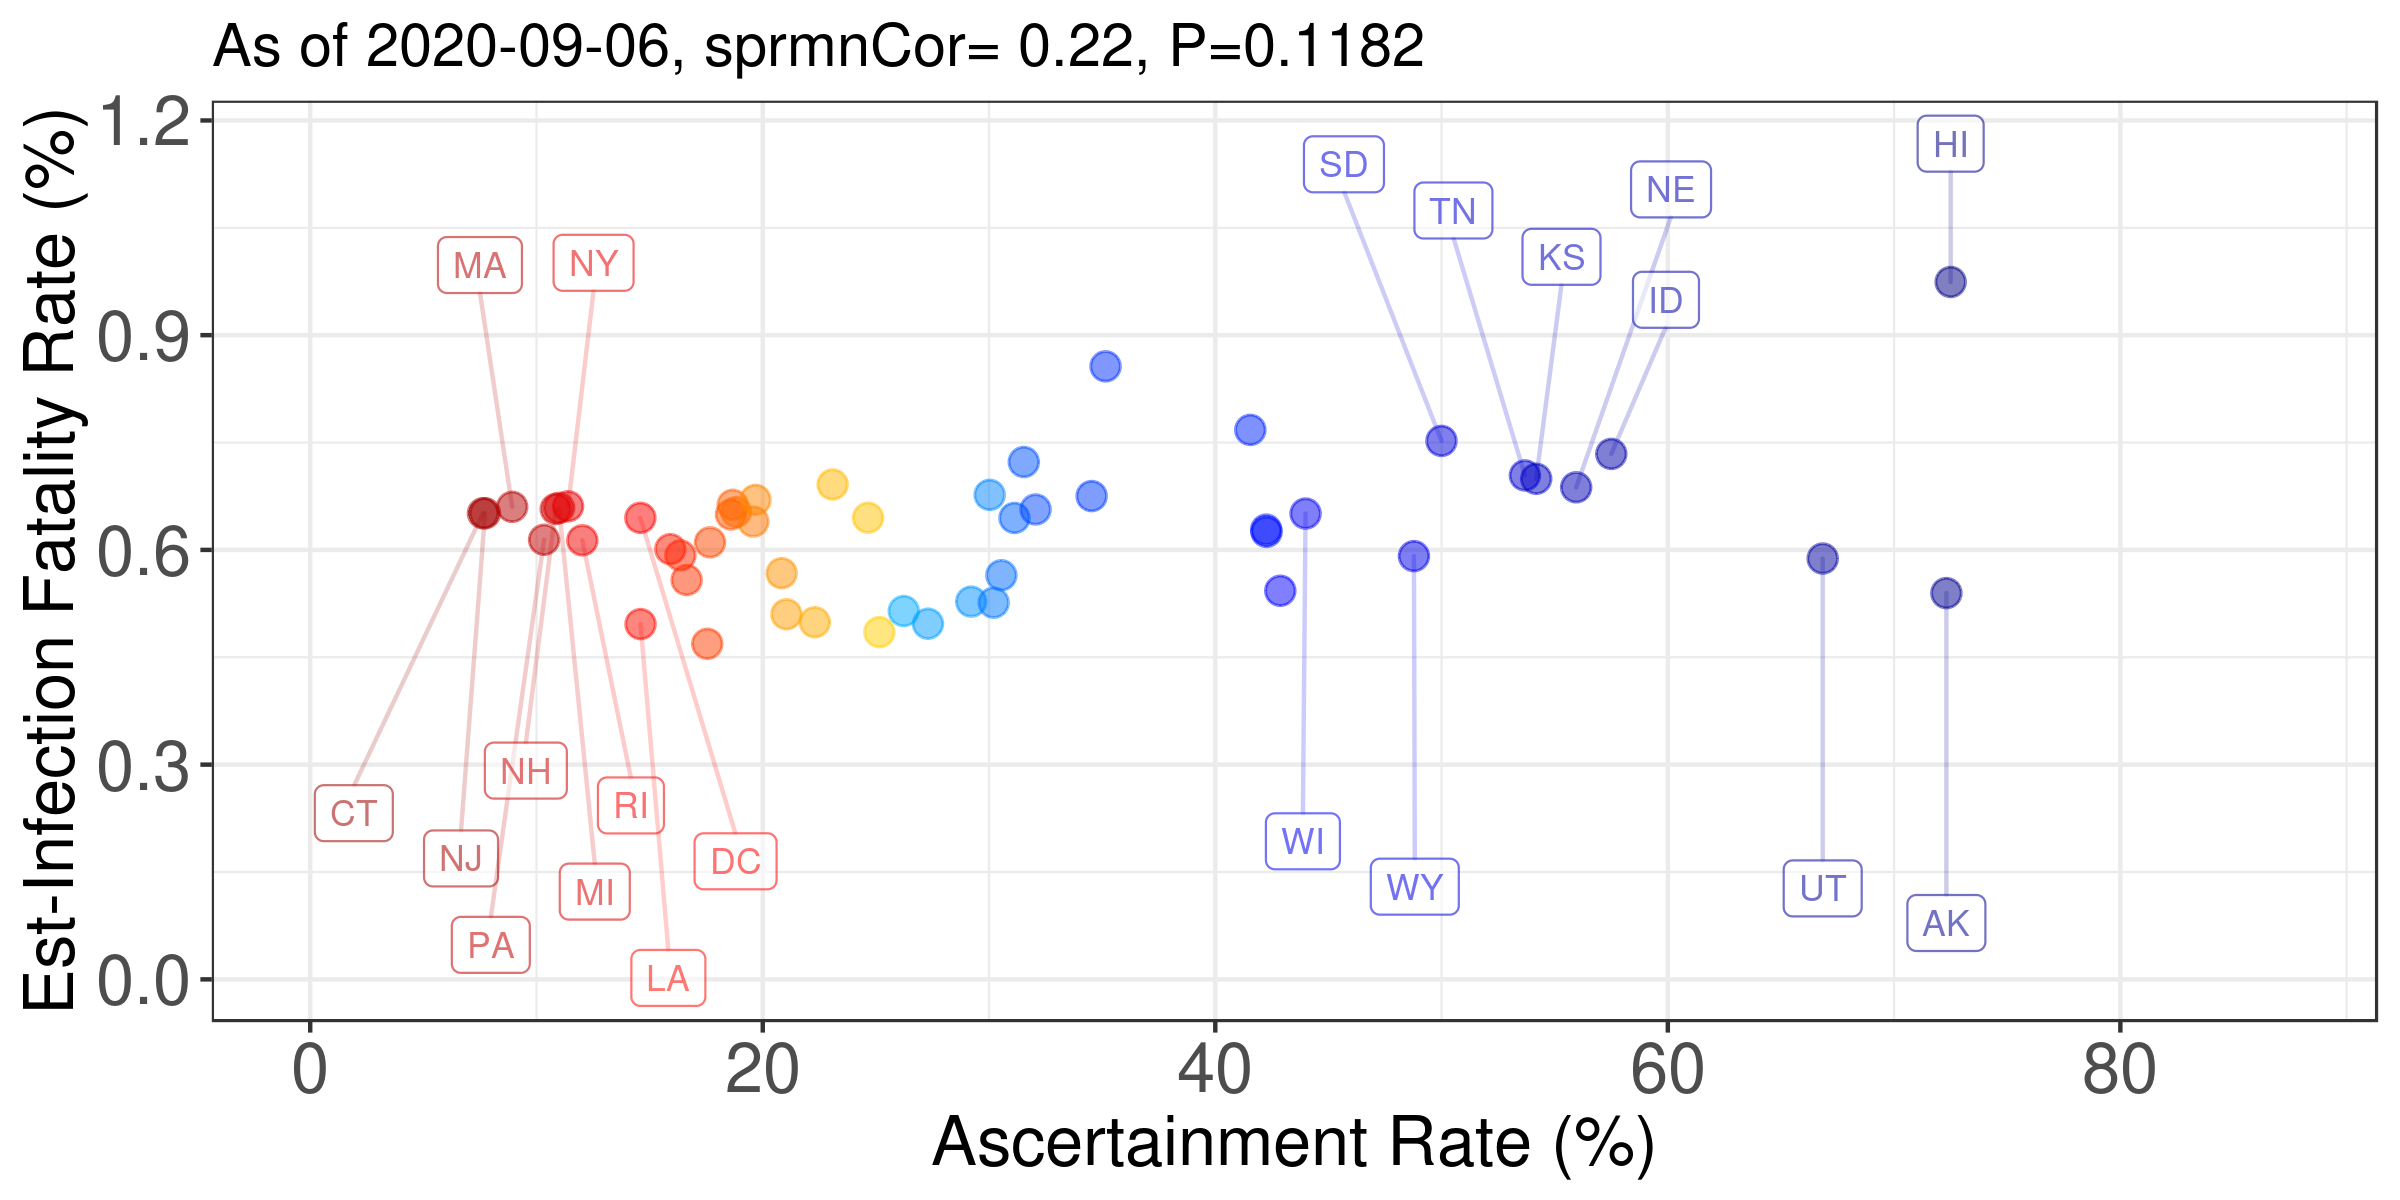 As of 2020-09-06, sprmnCor= 0.22, P=0.1182
Est-Infection Fatality Rate (%)
1.2
0.9
0.6
0.3
0.0
HI
SD
NE
TN
KS
MA
NY
ID
NH
RI
CT
WI
NJ
DC
WY
UT
MI
AK
PA
LA
0
20
40
60
80
Ascertainment Rate (%)